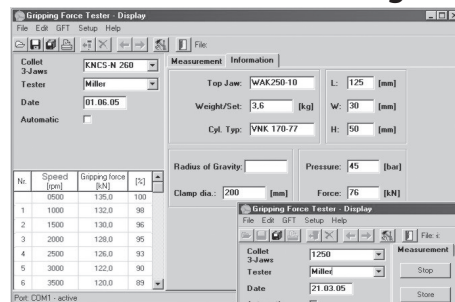 Gripping Force Tester - Display
File Edit GFT Setup Help
File:
Collet
3-Jaws
KNCS-N 260
Tester
Miller
Date
01.06.05
Automatic
Measurement Information
Top Jaw: WAK250-10
Weight/Set: 3,6 [kg]
Cyl. Typ: VNK 170-77
L: 125 [mm]
W: 30 [mm]
H: 50 [mm]
Radius of Gravity:
Clamp dia.: 200 [mm]
Pressure: 45 [bar]
Force: 76 [kN]
Nr. Speed [rpm] Gripping force [kN] [%]
0500 135,0 100
1 1000 132,0 98
2 1500 130,0 96
3 2000 128,0 95
4 2500 126,0 93
5 3000 122,0 90
6 3500 120,0 89
Port: COM1 - active
Gripping Force Tester - Display
File Edit GFT Setup Help
File:
Collet
3-Jaws
1250
Tester
Miller
Date
21.03.05
Measurement
Stop
Store